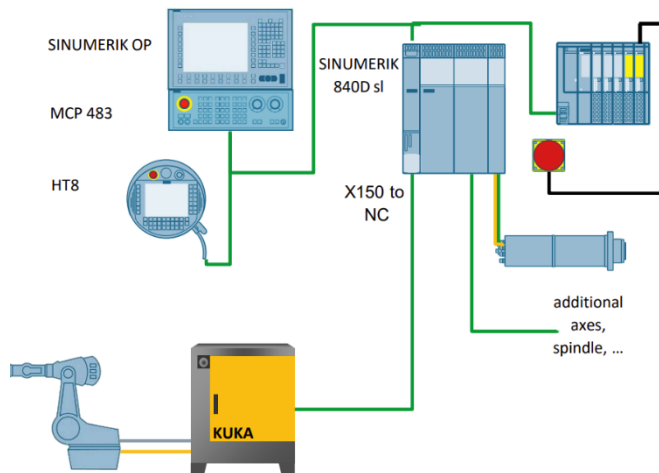 SINUMERIK OP
MCP 483
HT8
SINUMERIK
840D sl
X150 to
NC
additional
axes,
spindle, ...
KUKA